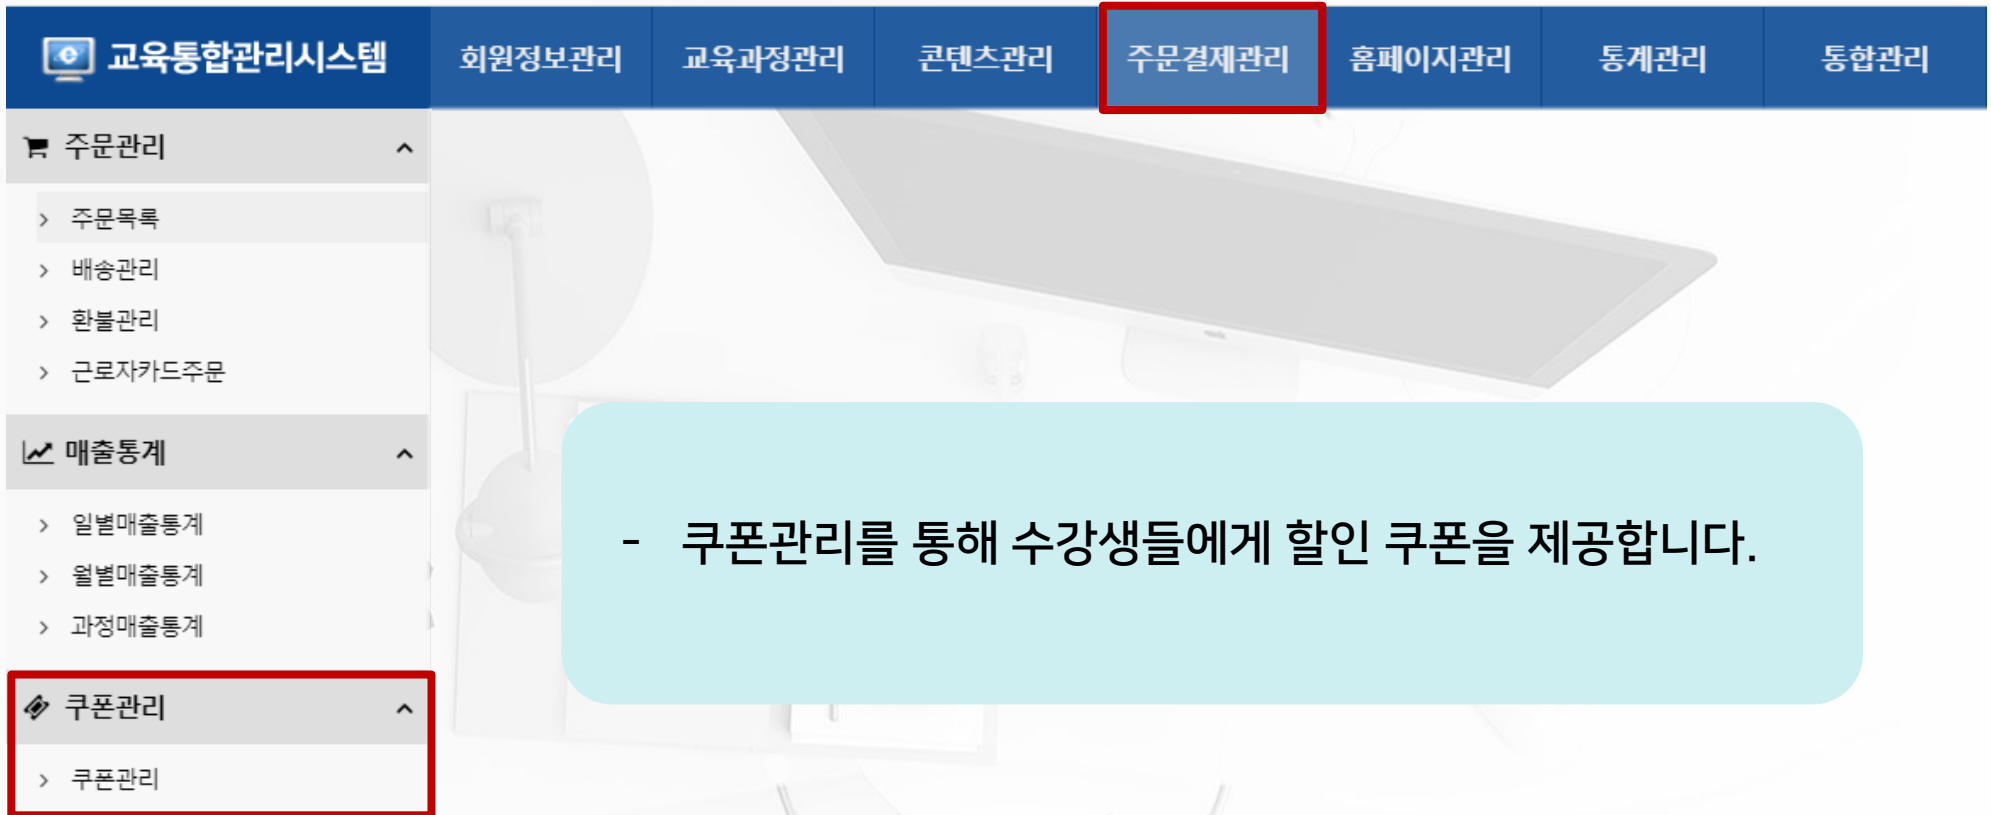 교육통합관리시스템 회원정보관리 교육과정관리 콘텐츠관리 주문결제관리 홈페이지관리 통계관리 통합관리
주문관리
주문목록
배송관리
환불관리
근로자카드주문
매출통계
일별매출통계
월별매출통계
과정매출통계
쿠폰관리
쿠폰관리
- 쿠폰관리를 통해 수강생들에게 할인 쿠폰을 제공합니다.